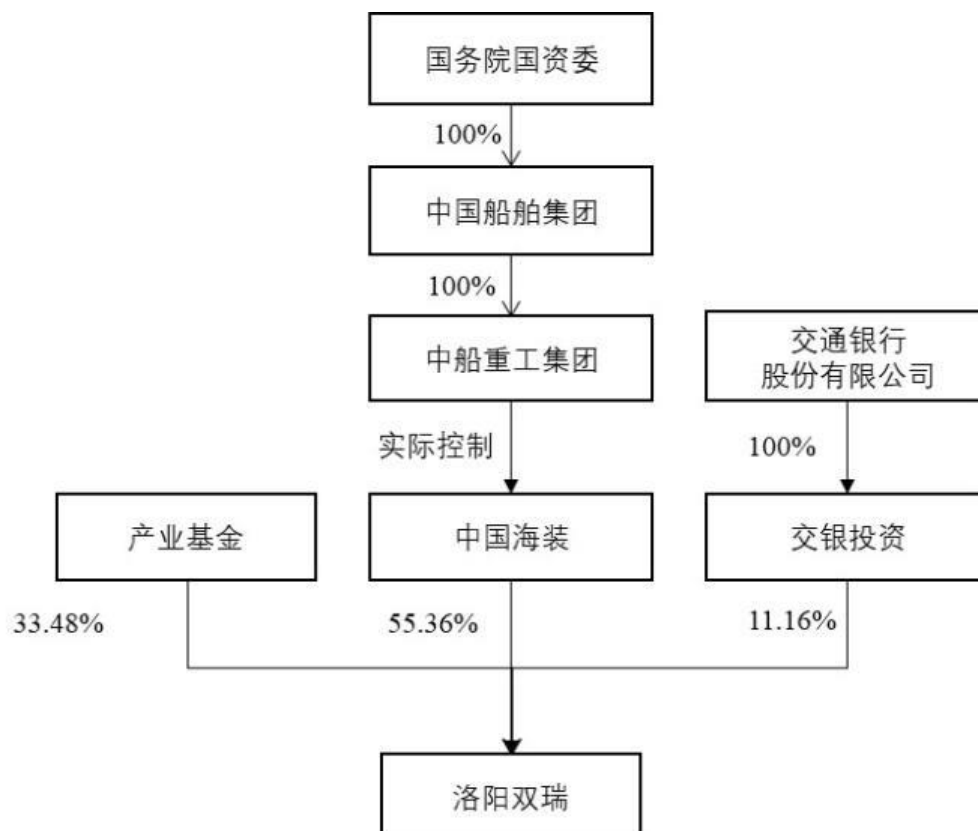 国务院国资委
100%
中国船舶集团
100%
中船重工集团
交通银行
股份有限公司
实际控制
100%
产业基金
中国海装
交银投资
33.48%
55.36%
11.16%
洛阳双瑞